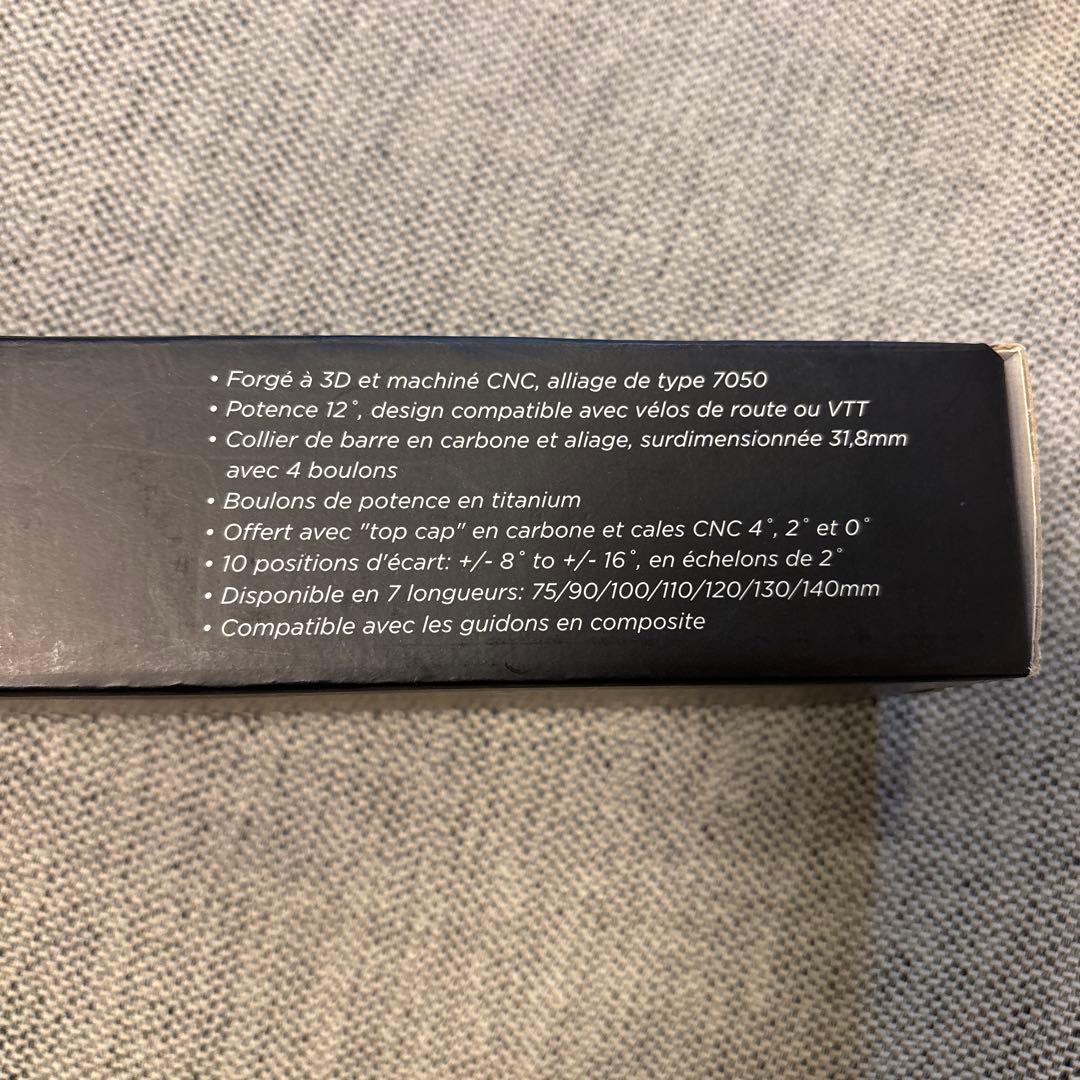 • Forgé à 3D et machiné CNC, alliage de type 7050
• Potence 12˚, design compatible avec vélos de route ou VTT
• Collier de barre en carbone et aliage, surdimensionnée 31,8mm
avec 4 boulons
• Boulons de potence en titanium
• Offert avec "top cap" en carbone et cales CNC 4˚, 2˚ et 0˚
• 10 positions d'écart: +/- 8˚ to +/- 16˚, en échelons de 2˚
• Disponible en 7 longueurs: 75/90/100/110/120/130/140mm
• Compatible avec les guidons en composite